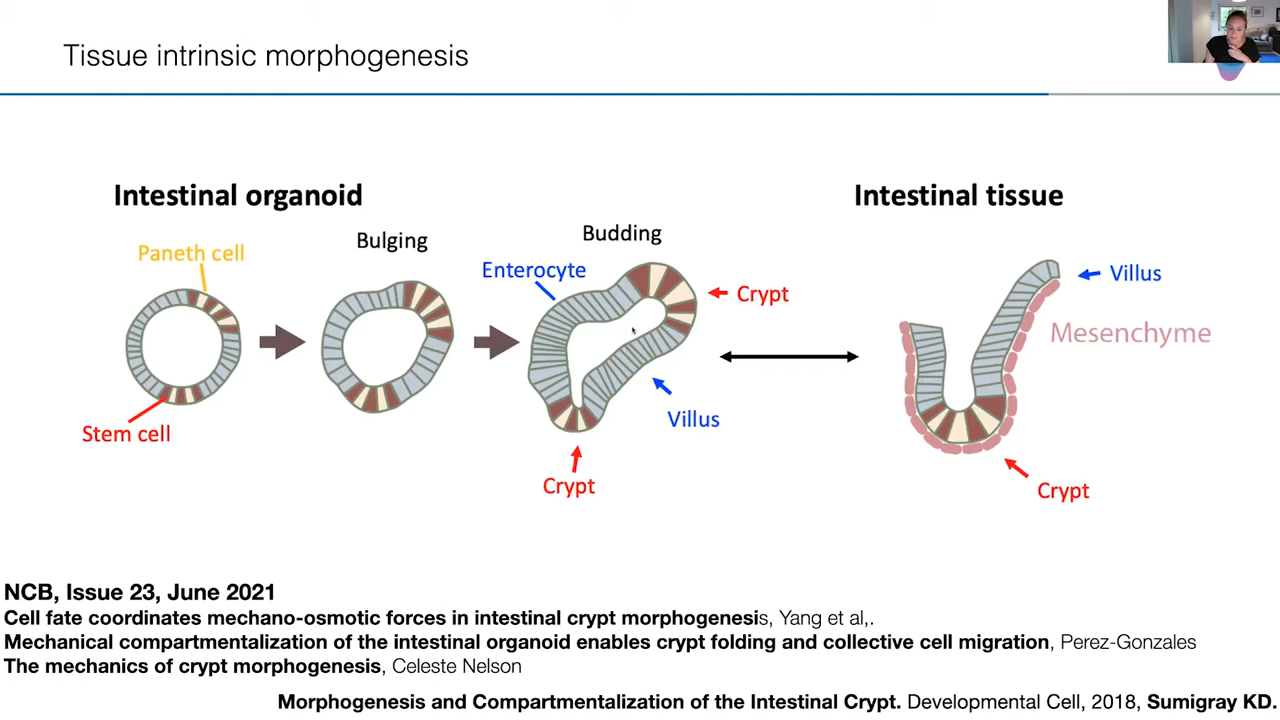 Tissue intrinsic morphogenesis
Intestinal organoid
Intestinal tissue
Paneth cell
Bulging
Budding
Enterocyte
Crypt
Villus
Mesenchyme
Villus
Stem cell
Crypt
Crypt
NCB, Issue 23, June 2021
Cell fate coordinates mechano-osmotic forces in intestinal crypt morphogenesis, Yang et al,.
Mechanical compartmentalization of the intestinal organoid enables crypt folding and collective cell migration, Perez-Gonzales
The mechanics of crypt morphogenesis, Celeste Nelson
Morphogenesis and Compartmentalization of the Intestinal Crypt. Developmental Cell, 2018, Sumigray KD.